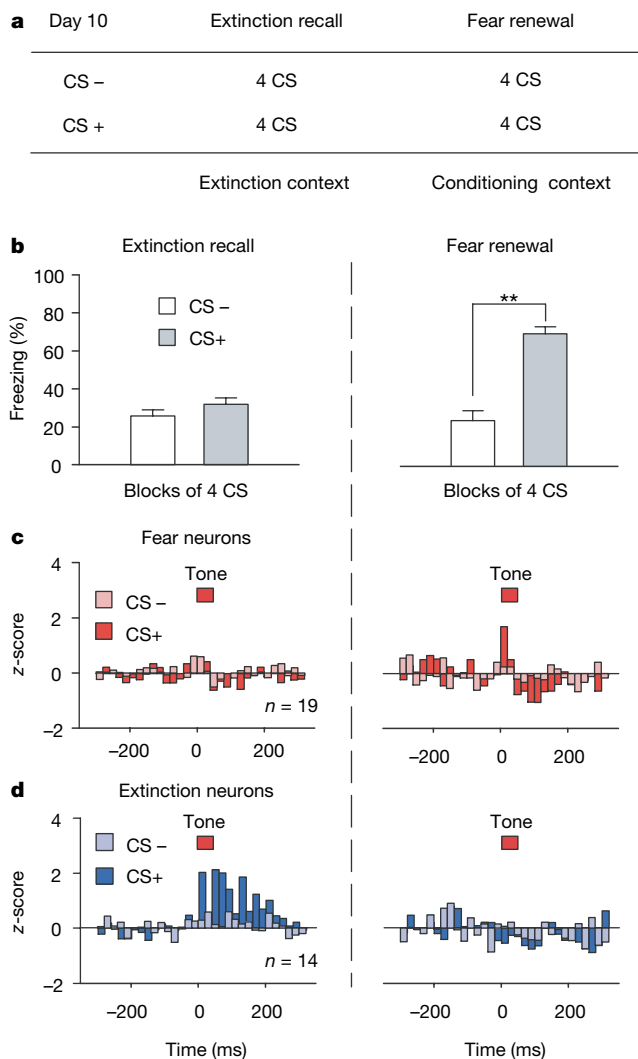 a Day 10 Extinction recall Fear renewal
CS – 4 CS 4 CS
CS + 4 CS 4 CS
Extinction context Conditioning context
b Extinction recall Fear renewal
100
80
60
40
20
0
Freezing (%)
CS –
CS+
**
Blocks of 4 CS Blocks of 4 CS
c Fear neurons
4
2
0
–2
z-score
CS –
CS+
Tone Tone
n = 19
–200 0 200 –200 0 200
d Extinction neurons
4
2
0
–2
z-score
CS –
CS+
Tone Tone
n = 14
–200 0 200 –200 0 200
Time (ms) Time (ms)